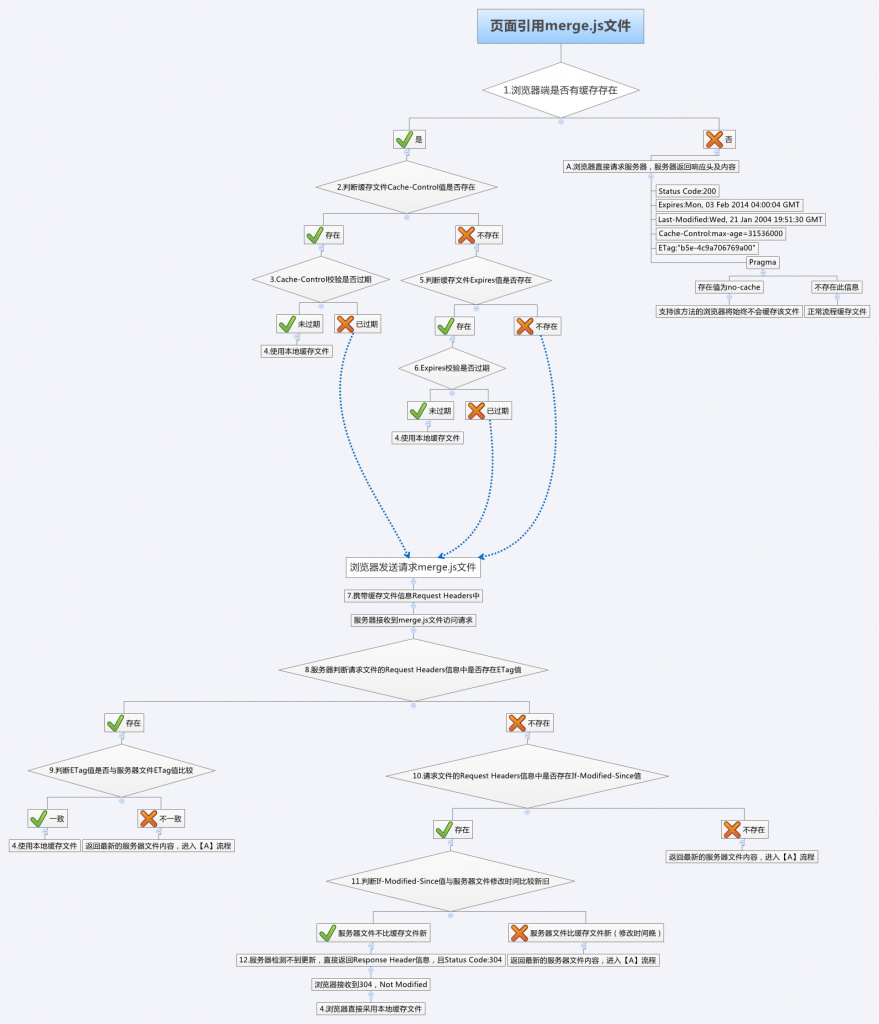 页面引用merge.js文件
1.浏览器端是否有缓存存在
是
否
A.浏览器直接请求服务器，服务器返回响应头及内容
2.判断缓存文件Cache-Control值是否存在
Status Code:200
Expires:Mon, 03 Feb 2014 04:00:04 GMT
Last-Modified:Wed, 21 Jan 2004 19:51:30 GMT
Cache-Control:max-age=31536000
ETag:"b5e-4c9a706769a00"
Pragma
存在值为no-cache
不存在此信息
支持该方法的浏览器将始终不会缓存该文件
正常流程缓存文件
存在
不存在
3.Cache-Control校验是否过期
5.判断缓存文件Expires值是否存在
未过期
已过期
存在
不存在
4.使用本地缓存文件
6.Expires校验是否过期
未过期
已过期
4.使用本地缓存文件
浏览器发送请求merge.js文件
7.携带缓存文件信息Request Headers中
服务器接收到merge.js文件访问请求
8.服务器判断请求文件的Request Headers信息中是否存在ETag值
存在
不存在
9.判断ETag值是否与服务器文件ETag值比较
10.请求文件的Request Headers信息中是否存在If-Modified-Since值
一致
不一致
存在
不存在
4.使用本地缓存文件
返回最新的服务器文件内容，进入【A】流程
返回最新的服务器文件内容，进入【A】流程
11.判断If-Modified-Since值与服务器文件修改时间比较新旧
服务器文件不比缓存文件新
服务器文件比缓存文件新（修改时间晚）
12.服务器检测不到更新，直接返回Response Header信息，且Status Code:304
返回最新的服务器文件内容，进入【A】流程
浏览器接收到304，Not Modified
4.浏览器直接采用本地缓存文件